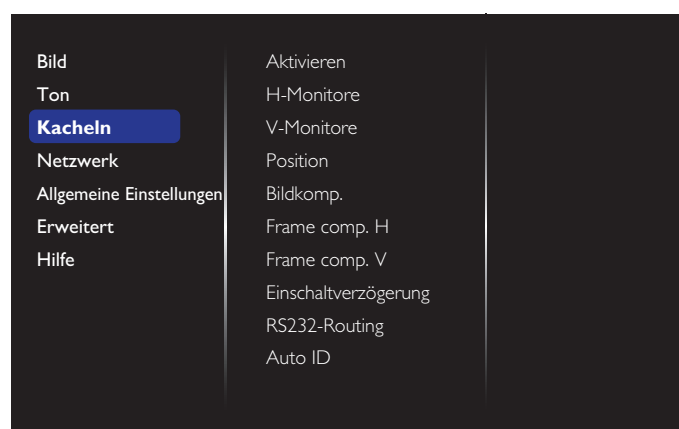 Bild
Ton
Kacheln
Netzwerk
Allgemeine Einstellungen
Erweitert
Hilfe
Aktivieren
H-Monitore
V-Monitore
Position
Bildkomp.
Frame comp. H
Frame comp. V
Einschaltverzögerung
RS232-Routing
Auto ID